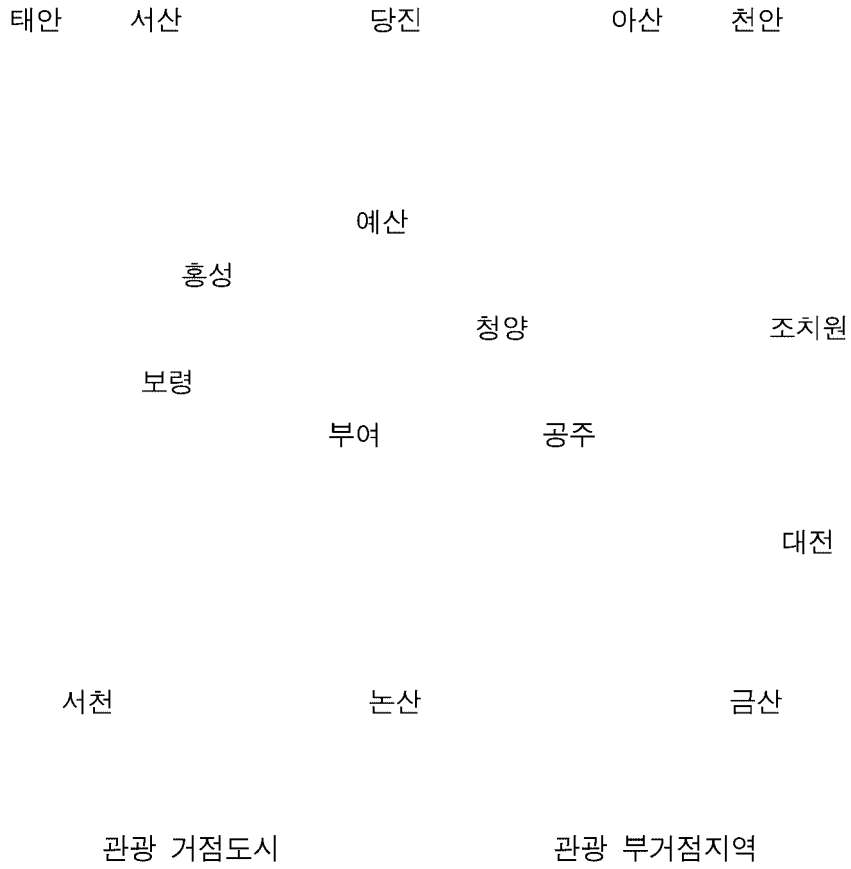 태안 서산 당진 아산 천안
예산
홍성
청양 조치원
보령
부여 공주
대전
서천 논산 금산
관광 거점도시 관광 부거점지역